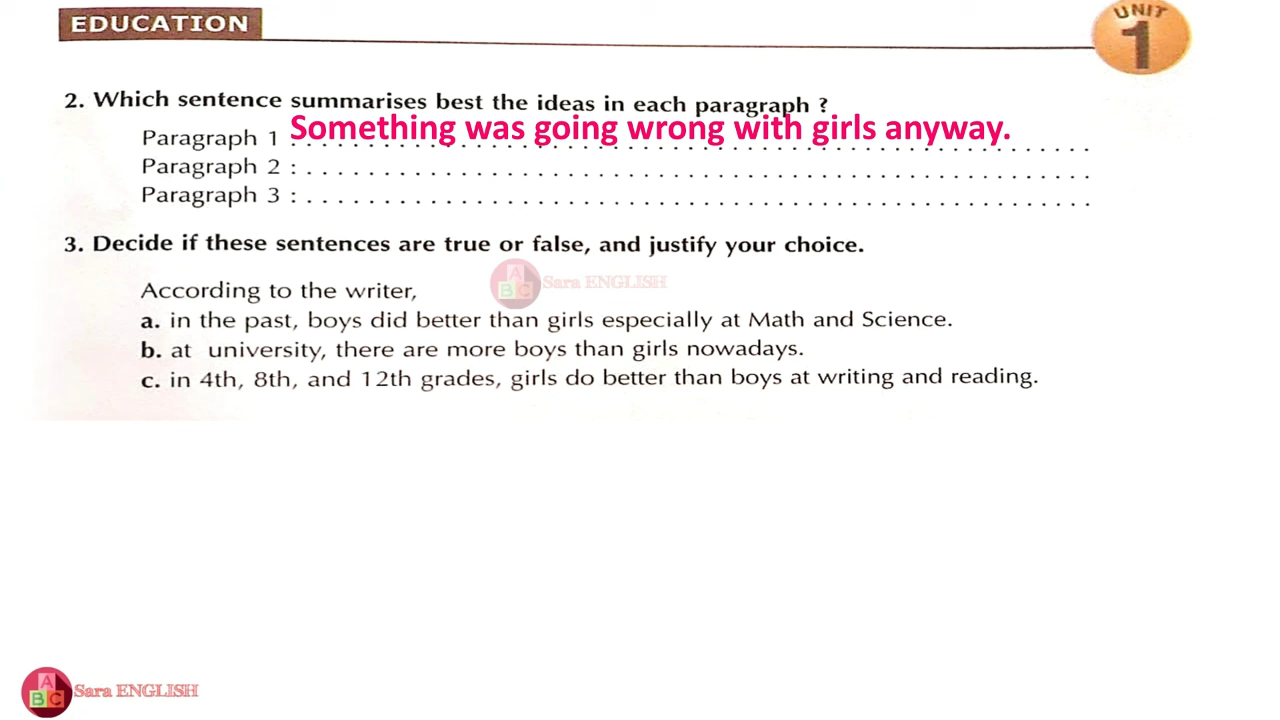 EDUCATION
UNIT
1
2. Which sentence summarises best the ideas in each paragraph ?
Paragraph 1 Something was going wrong with girls anyway.
Paragraph 2 : . . . . . . . . . . . . . . . . . . . . . . . . . . . . . . . . . . . . . . . . . . . . . . . . . . . .
Paragraph 3 : . . . . . . . . . . . . . . . . . . . . . . . . . . . . . . . . . . . . . . . . . . . . . . . . . . . .
3. Decide if these sentences are true or false, and justify your choice.
ABC Sara ENGLISH
According to the writer,
a. in the past, boys did better than girls especially at Math and Science.
b. at university, there are more boys than girls nowadays.
c. in 4th, 8th, and 12th grades, girls do better than boys at writing and reading.
ABC Sara ENGLISH